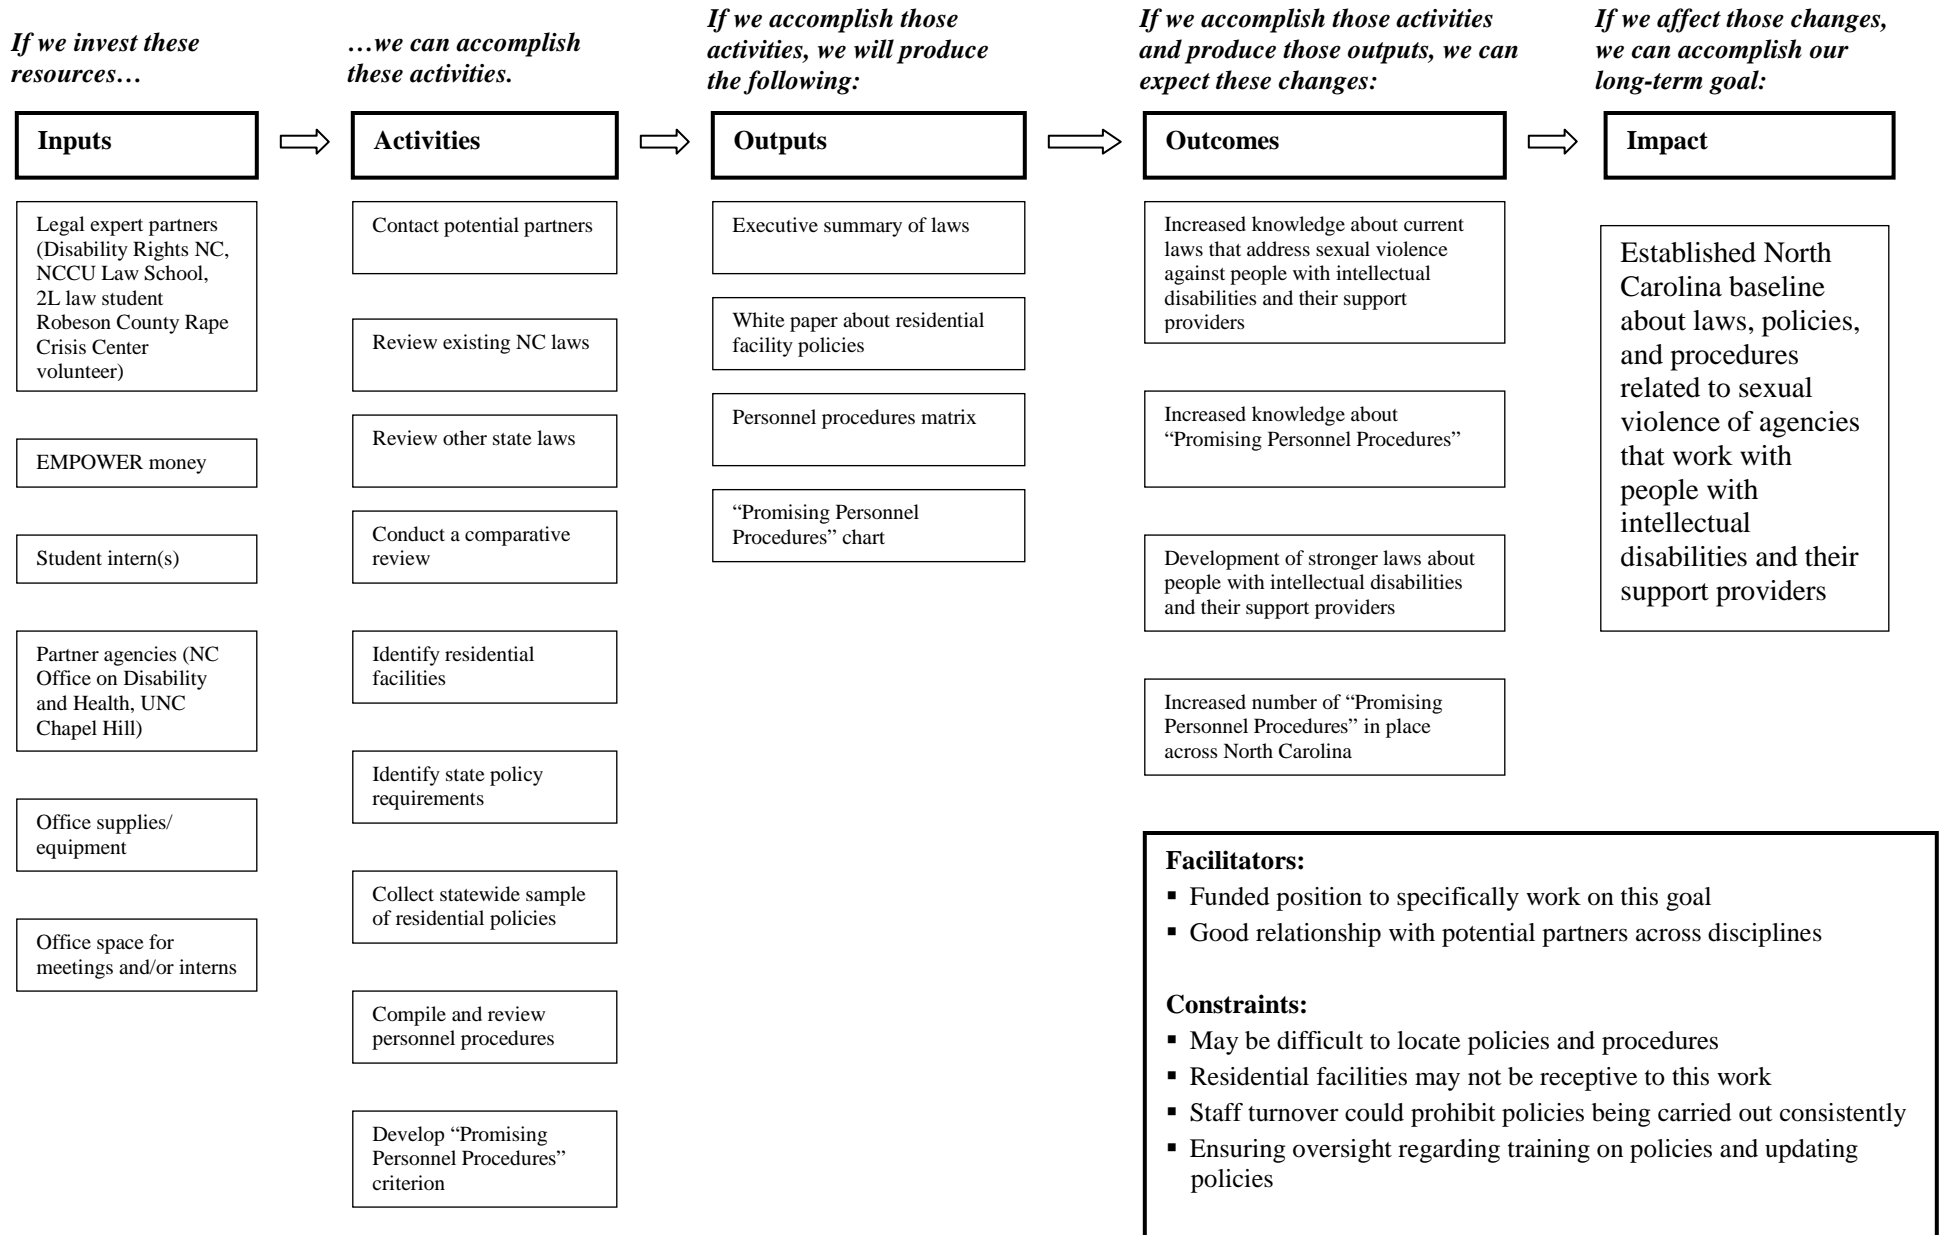 If we invest these
resources…
…we can accomplish
these activities.
If we accomplish those
activities, we will produce
the following:
If we accomplish those activities
and produce those outputs, we can
expect these changes:
If we affect those changes,
we can accomplish our
long-term goal:
Inputs
Activities
Outputs
Outcomes
Impact
Legal expert partners
(Disability Rights NC,
NCCU Law School,
2L law student
Robeson County Rape
Crisis Center
volunteer)
EMPOWER money
Student intern(s)
Partner agencies (NC
Office on Disability
and Health, UNC
Chapel Hill)
Office supplies/
equipment
Office space for
meetings and/or interns
Contact potential partners
Review existing NC laws
Review other state laws
Conduct a comparative
review
Identify residential
facilities
Identify state policy
requirements
Collect statewide sample
of residential policies
Compile and review
personnel procedures
Develop “Promising
Personnel Procedures”
criterion
Executive summary of laws
White paper about residential
facility policies
Personnel procedures matrix
“Promising Personnel
Procedures” chart
Increased knowledge about current
laws that address sexual violence
against people with intellectual
disabilities and their support
providers
Increased knowledge about
“Promising Personnel Procedures”
Development of stronger laws about
people with intellectual disabilities
and their support providers
Increased number of “Promising
Personnel Procedures” in place
across North Carolina
Established North
Carolina baseline
about laws, policies,
and procedures
related to sexual
violence of agencies
that work with
people with
intellectual
disabilities and their
support providers
Facilitators:
▪ Funded position to specifically work on this goal
▪ Good relationship with potential partners across disciplines
Constraints:
▪ May be difficult to locate policies and procedures
▪ Residential facilities may not be receptive to this work
▪ Staff turnover could prohibit policies being carried out consistently
▪ Ensuring oversight regarding training on policies and updating
policies